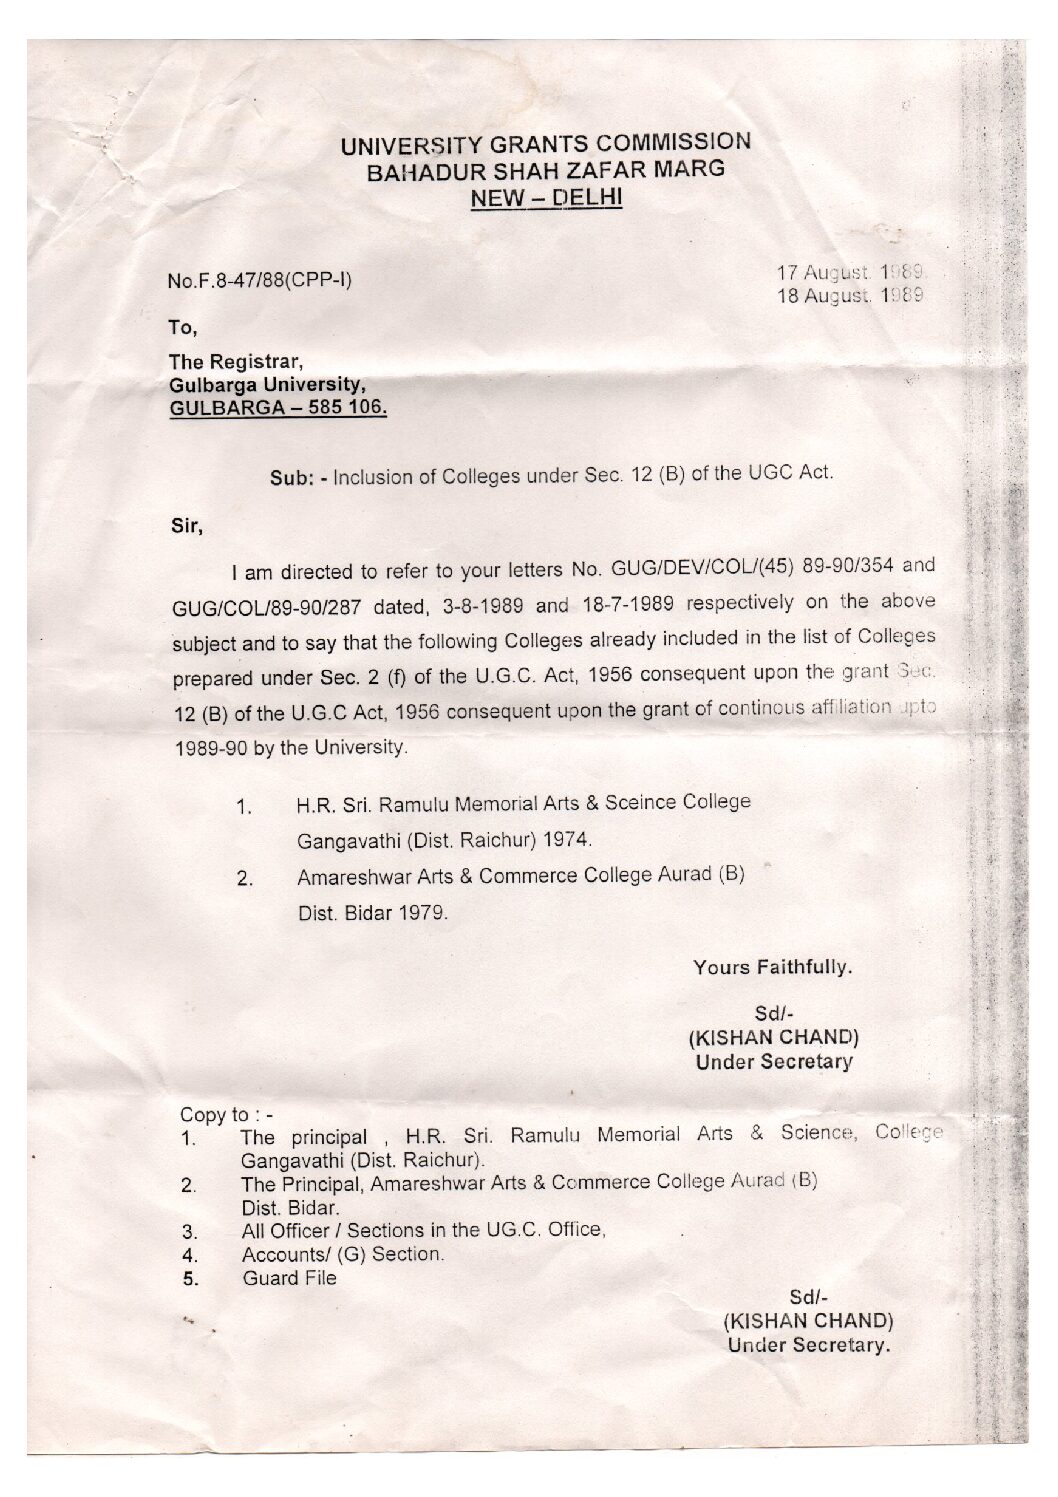 UNIVERSITY GRANTS COMMISSION
BAHADUR SHAH ZAFAR MARG
NEW – DELHI
No.F.8-47/88(CPP-I)
17 August. 1989.
18 August. 1989
To,
The Registrar,
Gulbarga University,
GULBARGA – 585 106.
Sub: - Inclusion of Colleges under Sec. 12 (B) of the UGC Act.
Sir,
I am directed to refer to your letters No. GUG/DEV/COL/(45) 89-90/354 and
GUG/COL/89-90/287 dated, 3-8-1989 and 18-7-1989 respectively on the above
subject and to say that the following Colleges already included in the list of Colleges
prepared under Sec. 2 (f) of the U.G.C. Act, 1956 consequent upon the grant Sec.
12 (B) of the U.G.C Act, 1956 consequent upon the grant of continous affiliation upto
1989-90 by the University.
1. H.R. Sri. Ramulu Memorial Arts & Sceince College
Gangavathi (Dist. Raichur) 1974.
2. Amareshwar Arts & Commerce College Aurad (B)
Dist. Bidar 1979.
Yours Faithfully.
Sd/-
(KISHAN CHAND)
Under Secretary
Copy to : -
1. The principal , H.R. Sri. Ramulu Memorial Arts & Science, College
Gangavathi (Dist. Raichur).
2. The Principal, Amareshwar Arts & Commerce College Aurad (B)
Dist. Bidar.
3. All Officer / Sections in the UG.C. Office,
4. Accounts/ (G) Section.
5. Guard File
Sd/-
(KISHAN CHAND)
Under Secretary.